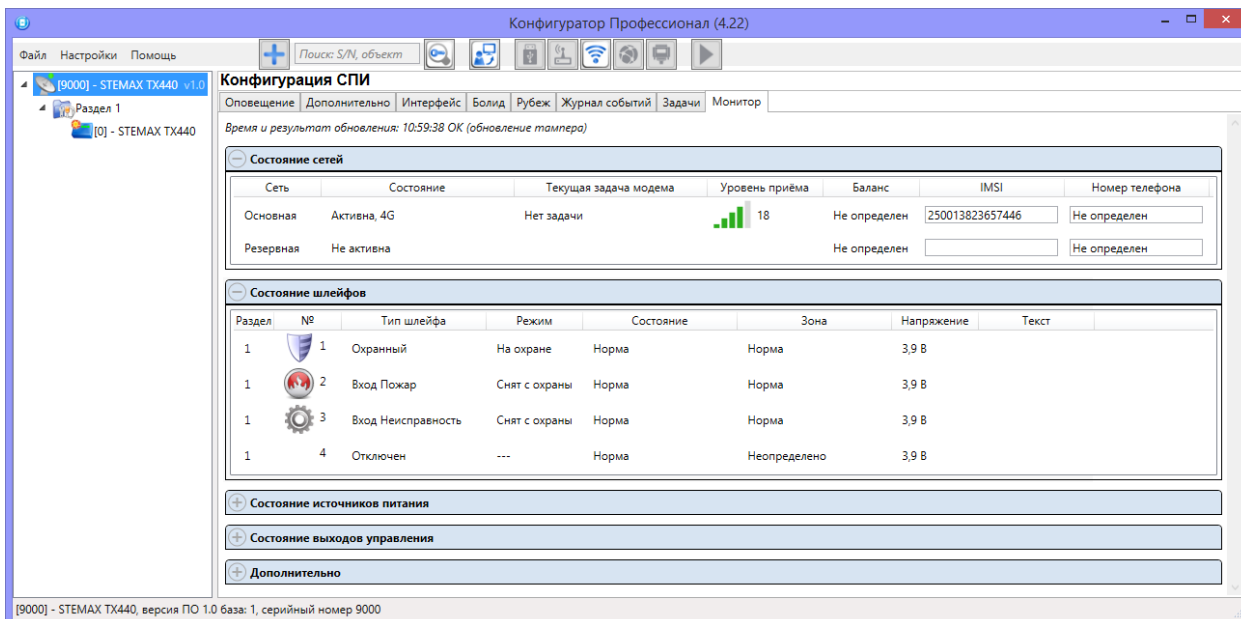 Конфигуратор Профессионал (4.22)
Файл Настройки Помощь Поиск: S/N, объект
[9000] - STEMAX TX440 v1.0
Раздел 1
[0] - STEMAX TX440
Конфигурация СПИ
Оповещение Дополнительно Интерфейс Болид Рубеж Журнал событий Задачи Монитор
Время и результат обновления: 10:59:38 OK (обновление тампера)
Состояние сетей
Сеть Состояние Текущая задача модема Уровень приёма Баланс IMSI Номер телефона
Основная Активна, 4G Нет задачи 18 Не определен 250013823657446 Не определен
Резервная Не активна Не определен Не определен
Состояние шлейфов
Раздел № Тип шлейфа Режим Состояние Зона Напряжение Текст
1 1 Охранный На охране Норма Норма 3,9 В
1 2 Вход Пожар Снят с охраны Норма Норма 3,9 В
1 3 Вход Неисправность Снят с охраны Норма Норма 3,9 В
1 4 Отключен --- Норма Неопределено 3,9 В
Состояние источников питания
Состояние выходов управления
Дополнительно
[9000] - STEMAX TX440, версия ПО 1.0 база: 1, серийный номер 9000